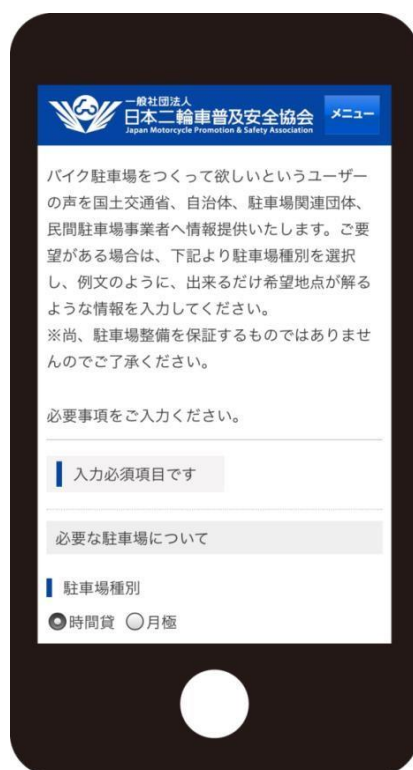 一般社団法人
日本二輪車普及安全協会
Japan Motorcycle Promotion & Safety Association
メニュー
バイク駐車場をつくって欲しいというユーザー
の声を国土交通省、自治体、駐車場関連団体、
民間駐車場事業者へ情報提供いたします。ご要
望がある場合は、下記より駐車場種別を選択
し、例文のように、出来るだけ希望地点が解る
ような情報を入力してください。
※尚、駐車場整備を保証するものではありませ
んのでご了承ください。
必要事項をご入力ください。
入力必須項目です
必要な駐車場について
駐車場種別
時間貸 月極